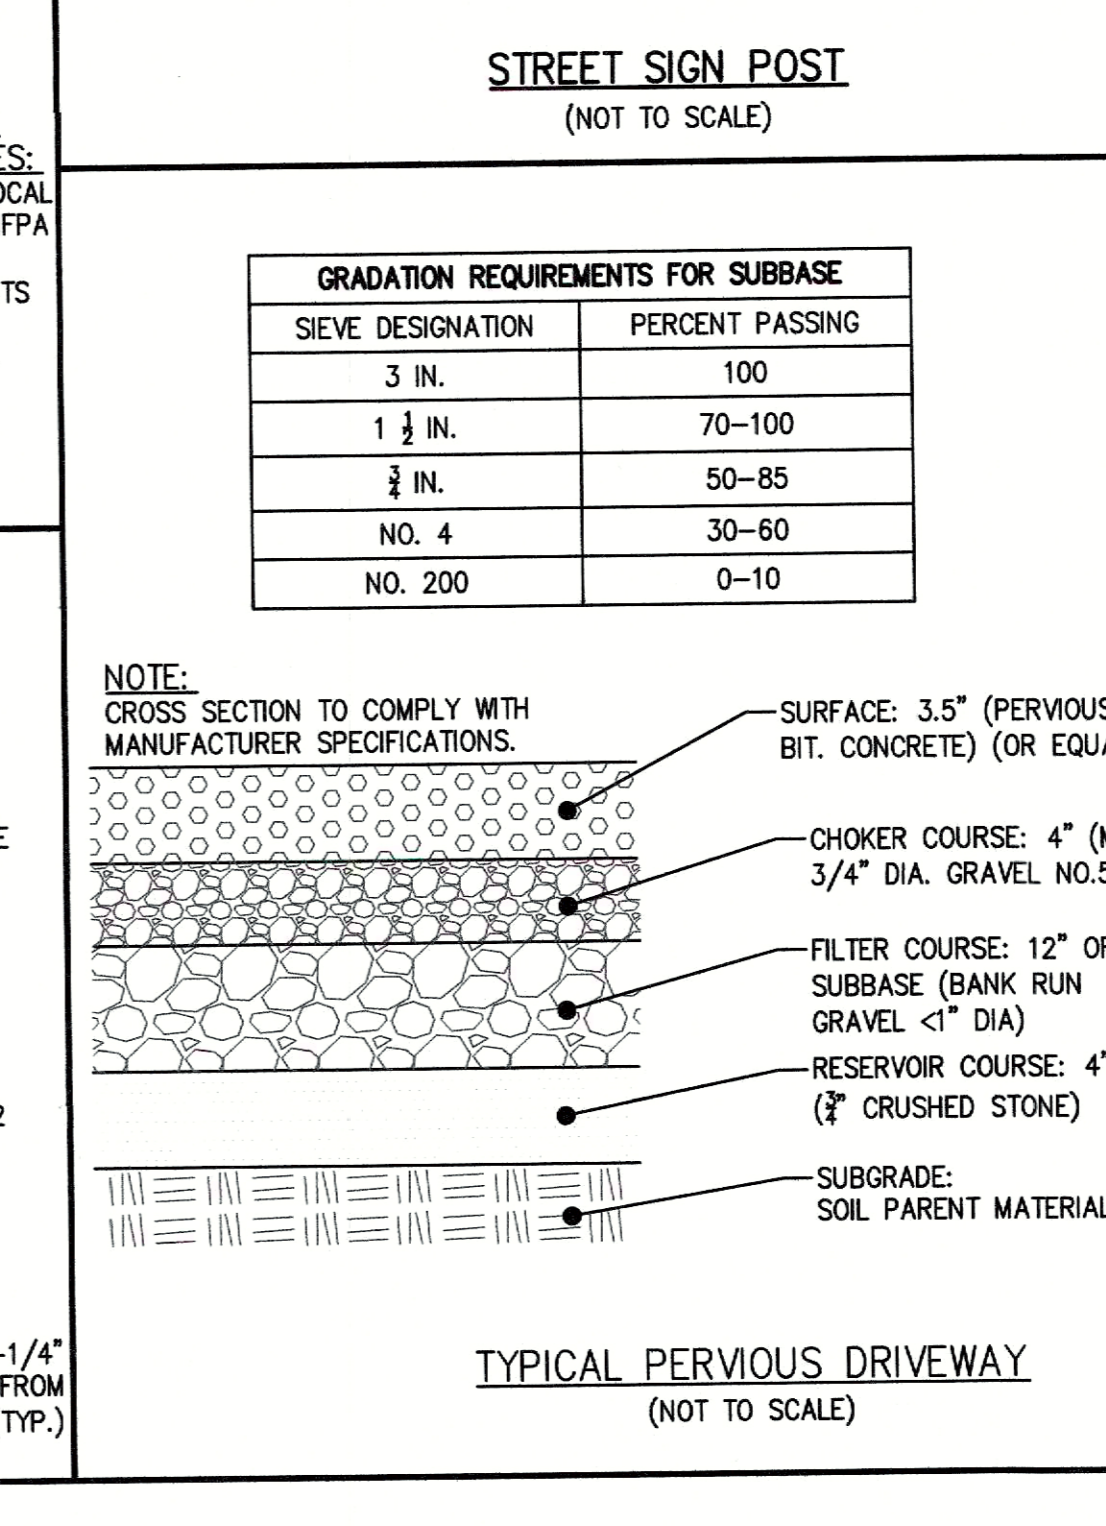 STREET SIGN POST
(NOT TO SCALE)
ES:
OCAL
FPA
TS
GRADATION REQUIREMENTS FOR SUBBASE
SIEVE DESIGNATION PERCENT PASSING
3 IN. 100
1 1/2 IN. 70–100
3/4 IN. 50–85
NO. 4 30–60
NO. 200 0–10
NOTE:
CROSS SECTION TO COMPLY WITH
MANUFACTURER SPECIFICATIONS.
SURFACE: 3.5" (PERVIOUS
BIT. CONCRETE) (OR EQUA
CHOKER COURSE: 4" (M
3/4" DIA. GRAVEL NO.5
FILTER COURSE: 12" OF
SUBBASE (BANK RUN
GRAVEL <1" DIA)
RESERVOIR COURSE: 4"
(3/4" CRUSHED STONE)
SUBGRADE:
SOIL PARENT MATERIAL
E
2
-1/4"
FROM
TYP.)
TYPICAL PERVIOUS DRIVEWAY
(NOT TO SCALE)